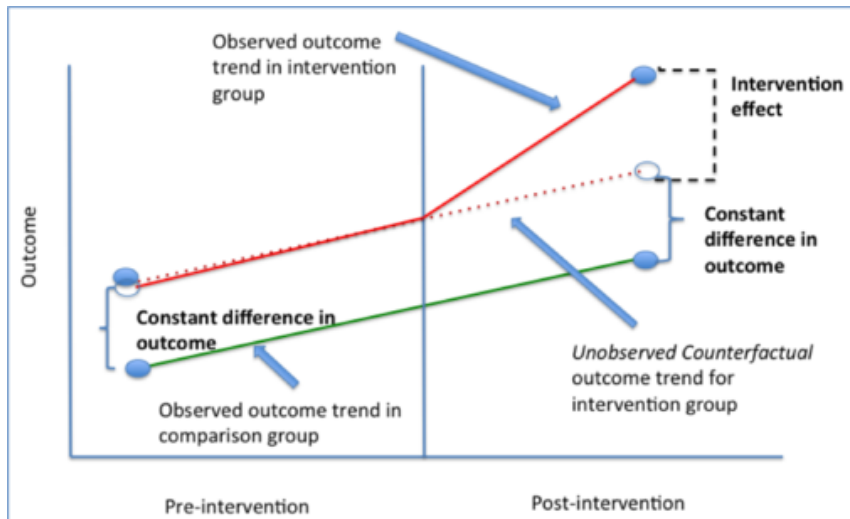 Observed outcome
trend in intervention
group
Intervention
effect
Constant difference in
outcome
Outcome
Constant difference in
outcome
Unobserved Counterfactual
outcome trend for
intervention group
Observed outcome trend in
comparison group
Pre-intervention
Post-intervention